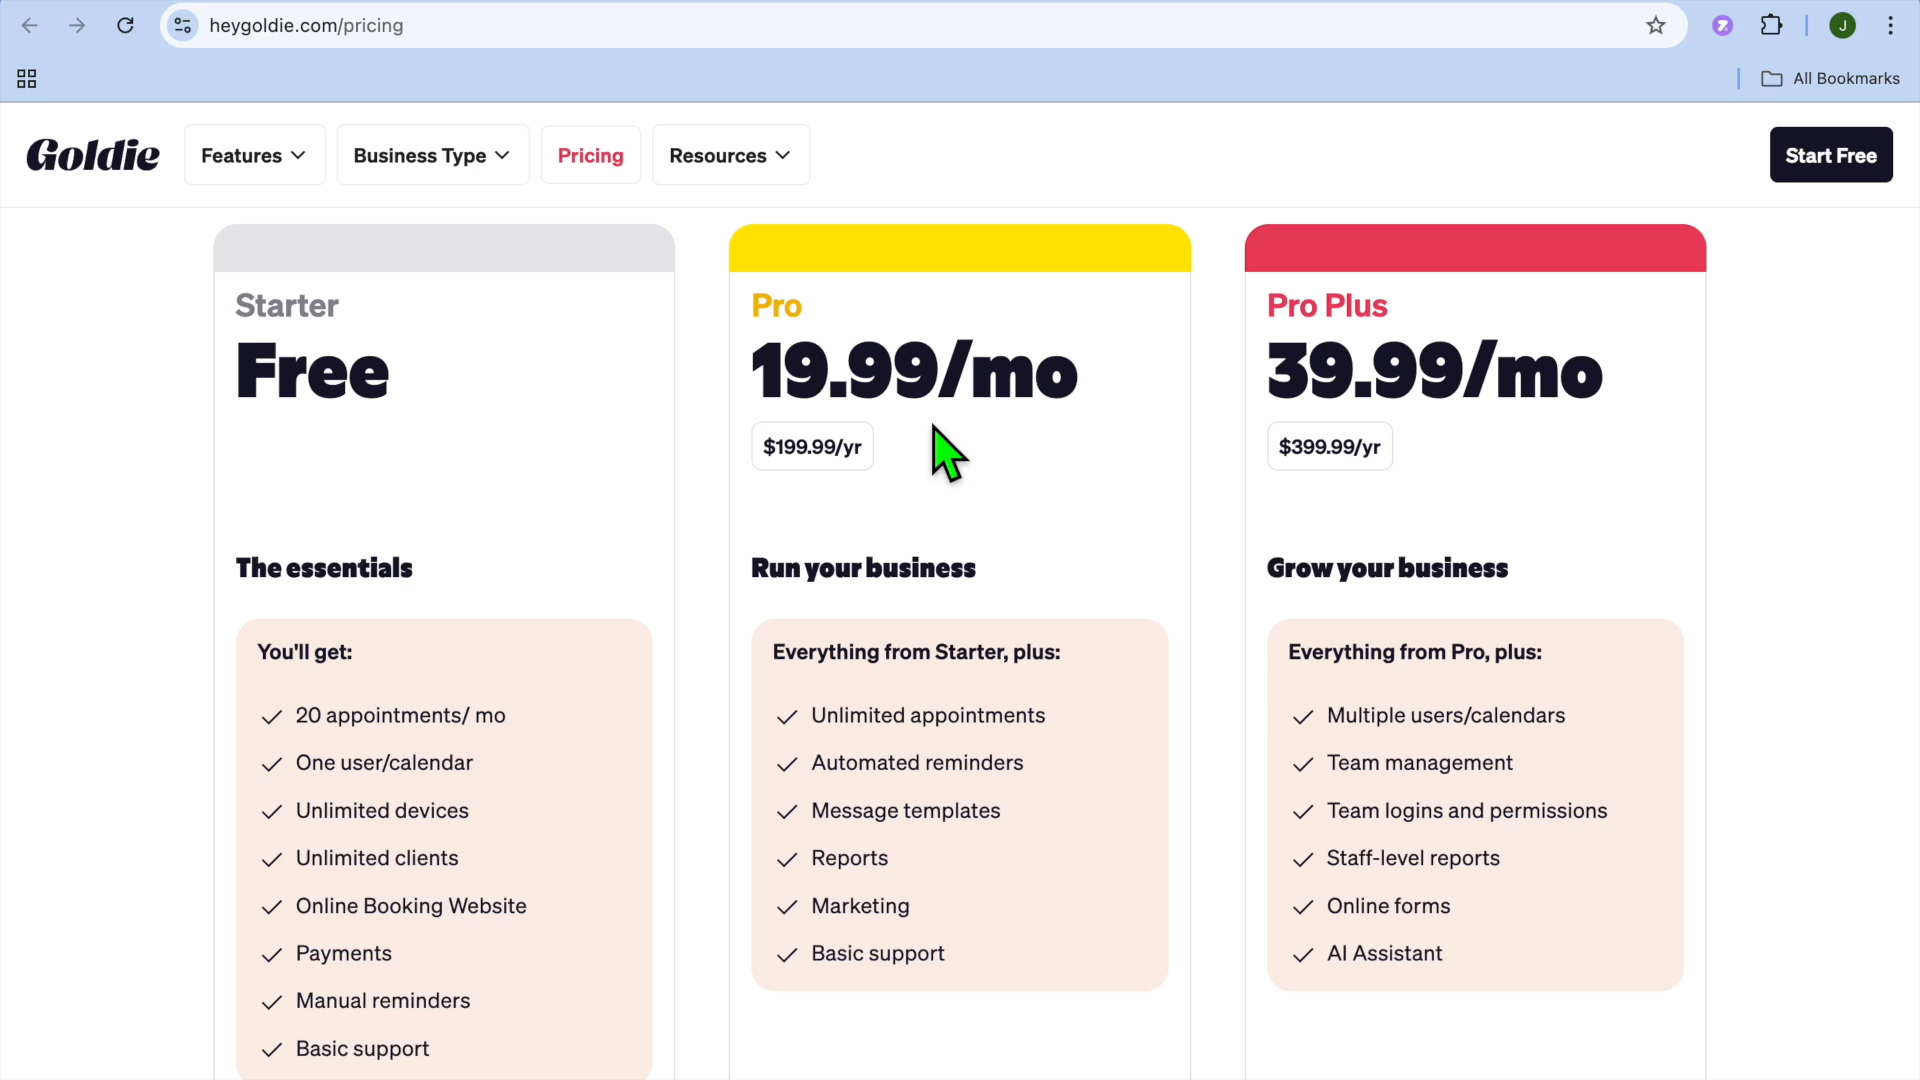 heygoldie.com/pricing
J
All Bookmarks
Goldie
Features
Business Type
Pricing
Resources
Start Free
Starter
Free
The essentials
You'll get:
20 appointments/ mo
One user/calendar
Unlimited devices
Unlimited clients
Online Booking Website
Payments
Manual reminders
Basic support
Pro
19.99/mo
$199.99/yr
Run your business
Everything from Starter, plus:
Unlimited appointments
Automated reminders
Message templates
Reports
Marketing
Basic support
Pro Plus
39.99/mo
$399.99/yr
Grow your business
Everything from Pro, plus:
Multiple users/calendars
Team management
Team logins and permissions
Staff-level reports
Online forms
AI Assistant